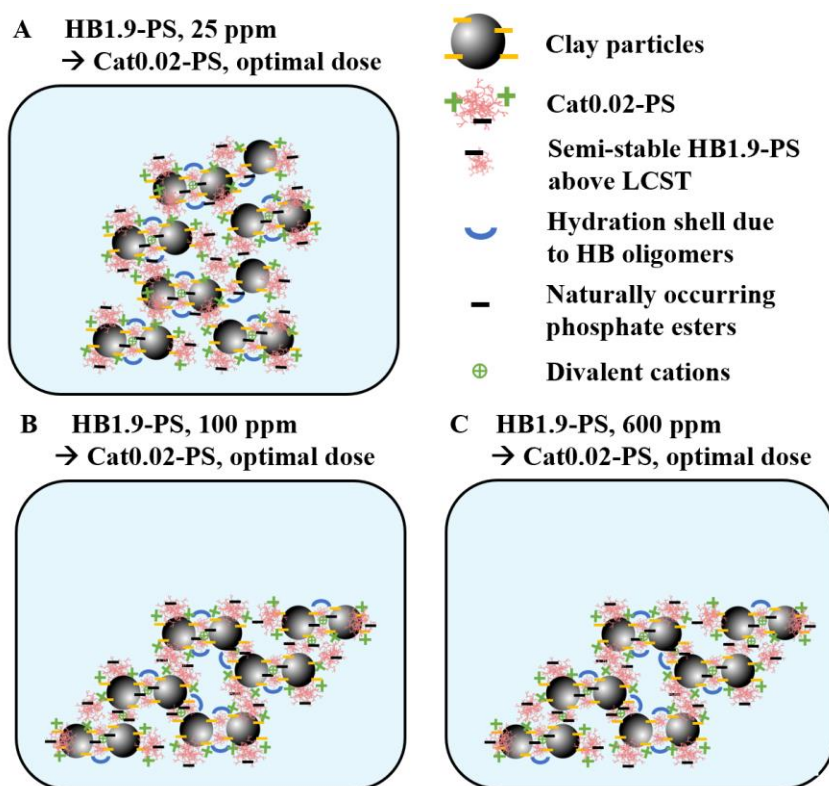 A HB1.9-PS, 25 ppm
→ Cat0.02-PS, optimal dose
Clay particles
Cat0.02-PS
Semi-stable HB1.9-PS
above LCST
Hydration shell due
to HB oligomers
Naturally occurring
phosphate esters
Divalent cations
B HB1.9-PS, 100 ppm
→ Cat0.02-PS, optimal dose
C HB1.9-PS, 600 ppm
→ Cat0.02-PS, optimal dose